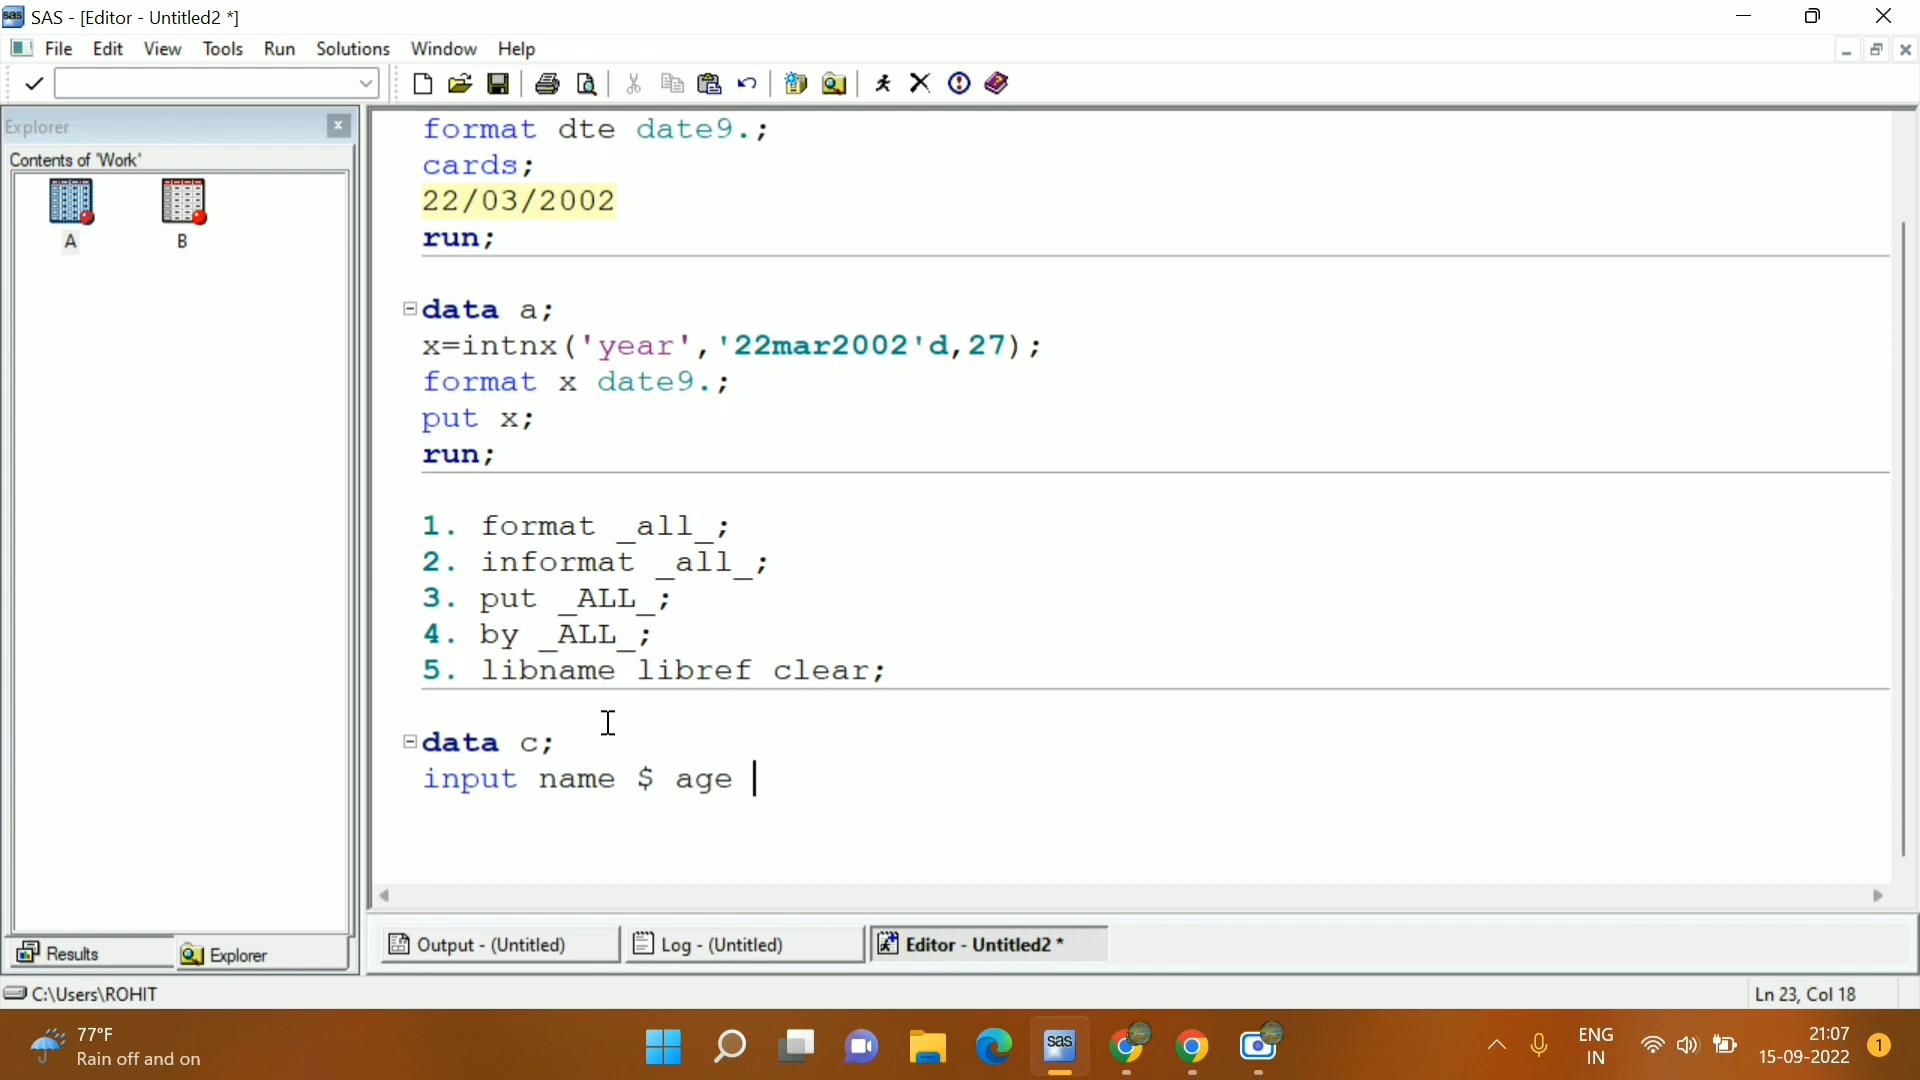 SAS - [Editor - Untitled2 *]
File Edit View Tools Run Solutions Window Help
Explorer
Contents of 'Work'
A B
format dte date9.;
cards;
22/03/2002
run;
data a;
x=intnx('year','22mar2002'd,27);
format x date9.;
put x;
run;
1. format _all_;
2. informat _all_;
3. put _ALL_;
4. by _ALL_;
5. libname libref clear;
data c;
input name $ age
Results Explorer
Output - (Untitled) Log - (Untitled) Editor - Untitled2 *
C:\Users\ROHIT
Ln 23, Col 18
77°F
Rain off and on
sas
ENG
IN
21:07
15-09-2022
1